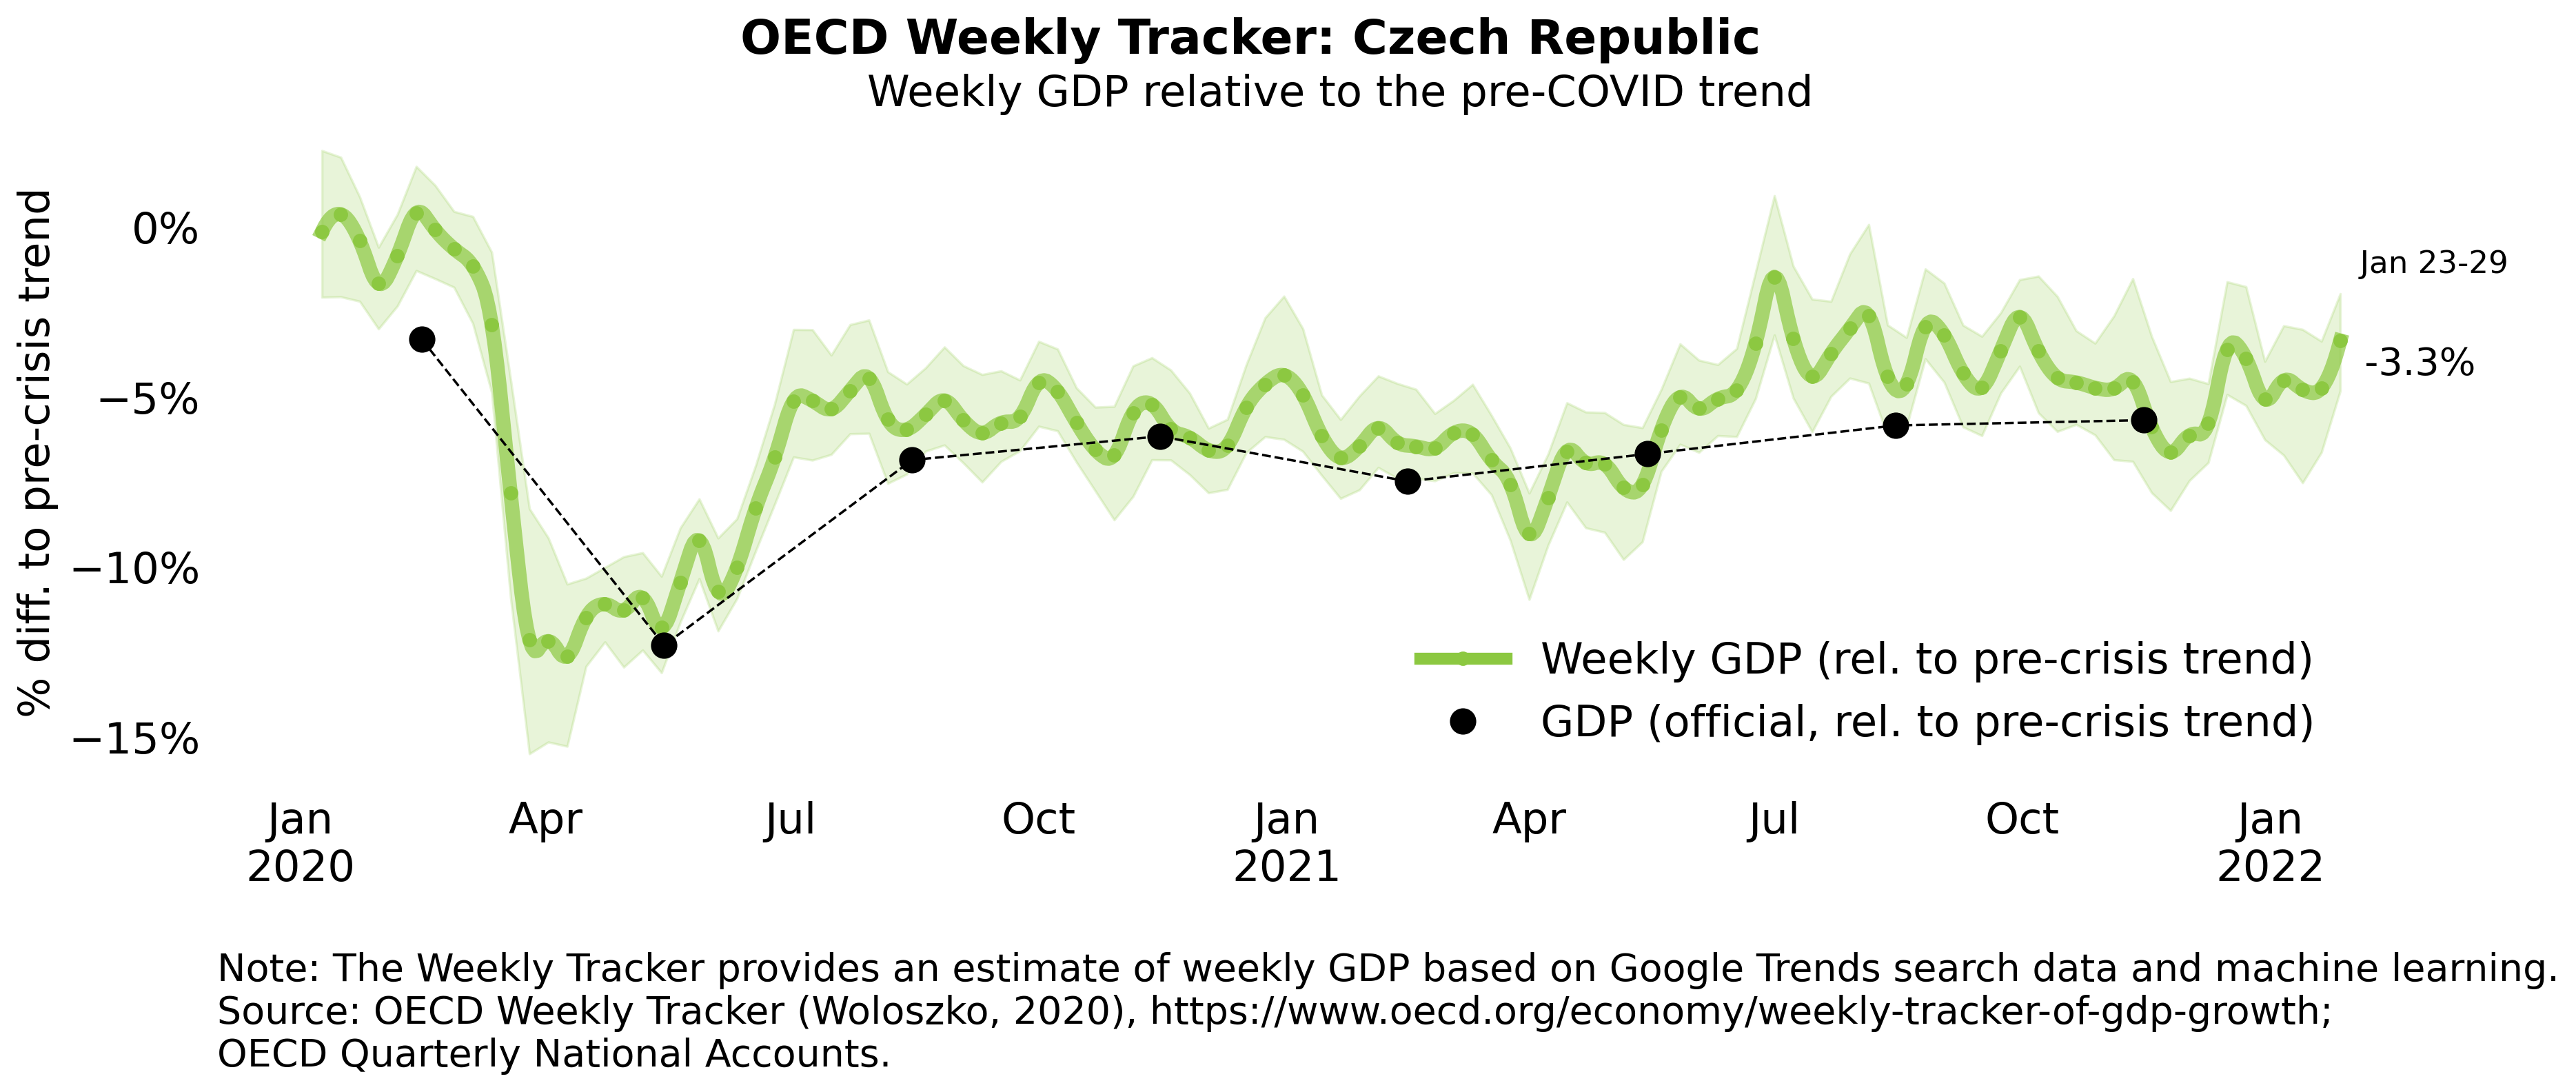 OECD Weekly Tracker: Czech Republic
Weekly GDP relative to the pre-COVID trend
% diff. to pre-crisis trend
0%
−5%
−10%
−15%
Jan 23-29
-3.3%
Weekly GDP (rel. to pre-crisis trend)
GDP (official, rel. to pre-crisis trend)
Jan Apr Jul Oct Jan Apr Jul Oct Jan
2020 2021 2022
Note: The Weekly Tracker provides an estimate of weekly GDP based on Google Trends search data and machine learning.
Source: OECD Weekly Tracker (Woloszko, 2020), https://www.oecd.org/economy/weekly-tracker-of-gdp-growth;
OECD Quarterly National Accounts.